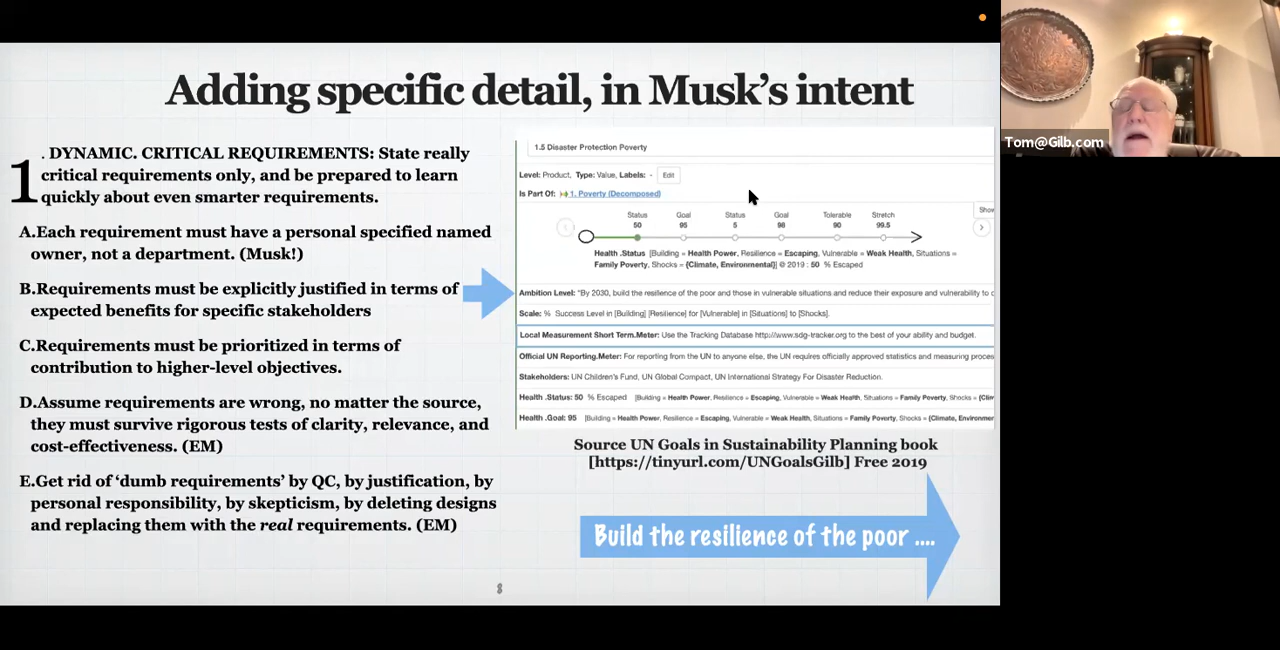 Adding specific detail, in Musk's intent
1. DYNAMIC. CRITICAL REQUIREMENTS: State really
critical requirements only, and be prepared to learn
quickly about even smarter requirements.
A.Each requirement must have a personal specified named
owner, not a department. (Musk!)
B.Requirements must be explicitly justified in terms of
expected benefits for specific stakeholders
C.Requirements must be prioritized in terms of
contribution to higher-level objectives.
D.Assume requirements are wrong, no matter the source,
they must survive rigorous tests of clarity, relevance, and
cost-effectiveness. (EM)
E.Get rid of ‘dumb requirements’ by QC, by justification, by
personal responsibility, by skepticism, by deleting designs
and replacing them with the real requirements. (EM)
1.5 Disaster Protection Poverty
Level: Product, Type: Value, Labels: - Edit
Is Part Of: 1. Poverty (Decomposed)
Show
Status Goal Status Goal Tolerable Stretch
50 95 5 98 90 99.5
Health .Status [Building = Health Power, Resilience = Escaping, Vulnerable = Weak Health, Situations =
Family Poverty, Shocks = {Climate, Environmental}] @ 2019 : 50 % Escaped
Ambition Level: "By 2030, build the resilience of the poor and those in vulnerable situations and reduce their exposure and vulnerability to c
Scale: % Success Level in [Building] [Resilience] for [Vulnerable] in [Situations] to [Shocks].
Local Measurement Short Term.Meter: Use the Tracking Database http://www.sdg-tracker.org to the best of your ability and budget.
Official UN Reporting.Meter: For reporting from the UN to anyone else, the UN requires officially approved statistics and measuring proces
Stakeholders: UN Children's Fund, UN Global Compact, UN International Strategy For Disaster Reduction.
Health .Status: 50 % Escaped [Building = Health Power, Resilience = Escaping, Vulnerable = Weak Health, Situations = Family Poverty, Shocks = {Clim
Health .Goal: 95 [Building = Health Power, Resilience = Escaping, Vulnerable = Weak Health, Situations = Family Poverty, Shocks = {Climate, Environmer
Source UN Goals in Sustainability Planning book
[https://tinyurl.com/UNGoalsGilb] Free 2019
Build the resilience of the poor ....
8
Tom@Gilb.com